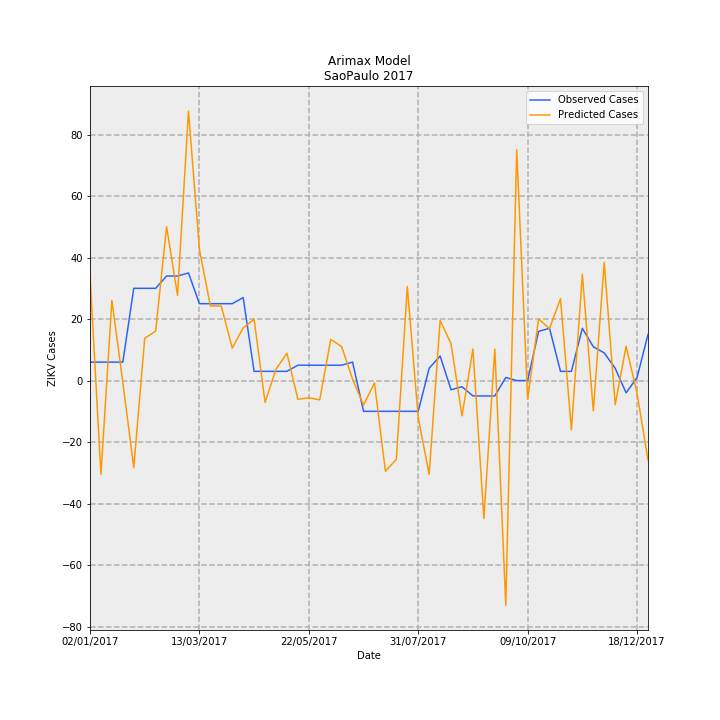 Arimax Model
SaoPaulo 2017
Observed Cases
Predicted Cases
80
60
40
20
0
−20
−40
−60
−80
ZIKV Cases
02/01/2017
13/03/2017
22/05/2017
31/07/2017
09/10/2017
18/12/2017
Date